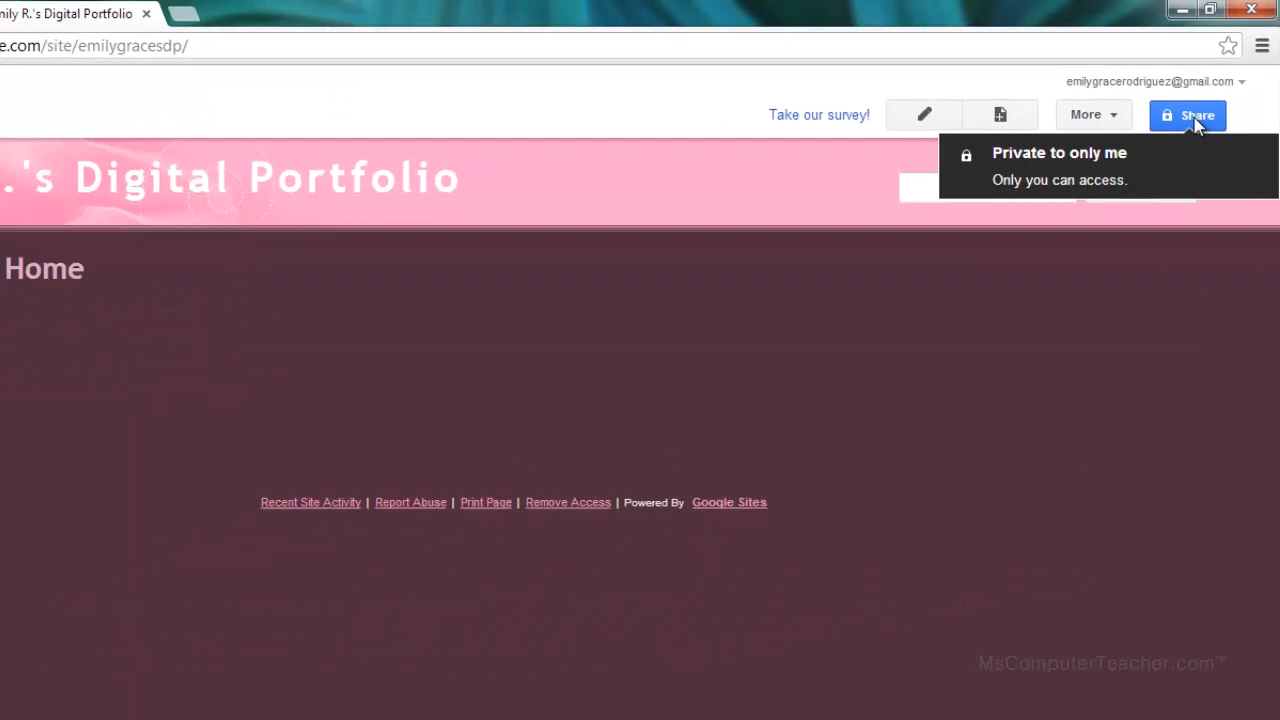 nily R.'s Digital Portfolio
e.com/site/emilygracesdp/
emilygracerodriguez@gmail.com
Take our survey!
More
Share
Private to only me
Only you can access.
.'s Digital Portfolio
Home
Recent Site Activity | Report Abuse | Print Page | Remove Access | Powered By Google Sites
MsComputerTeacher.com™